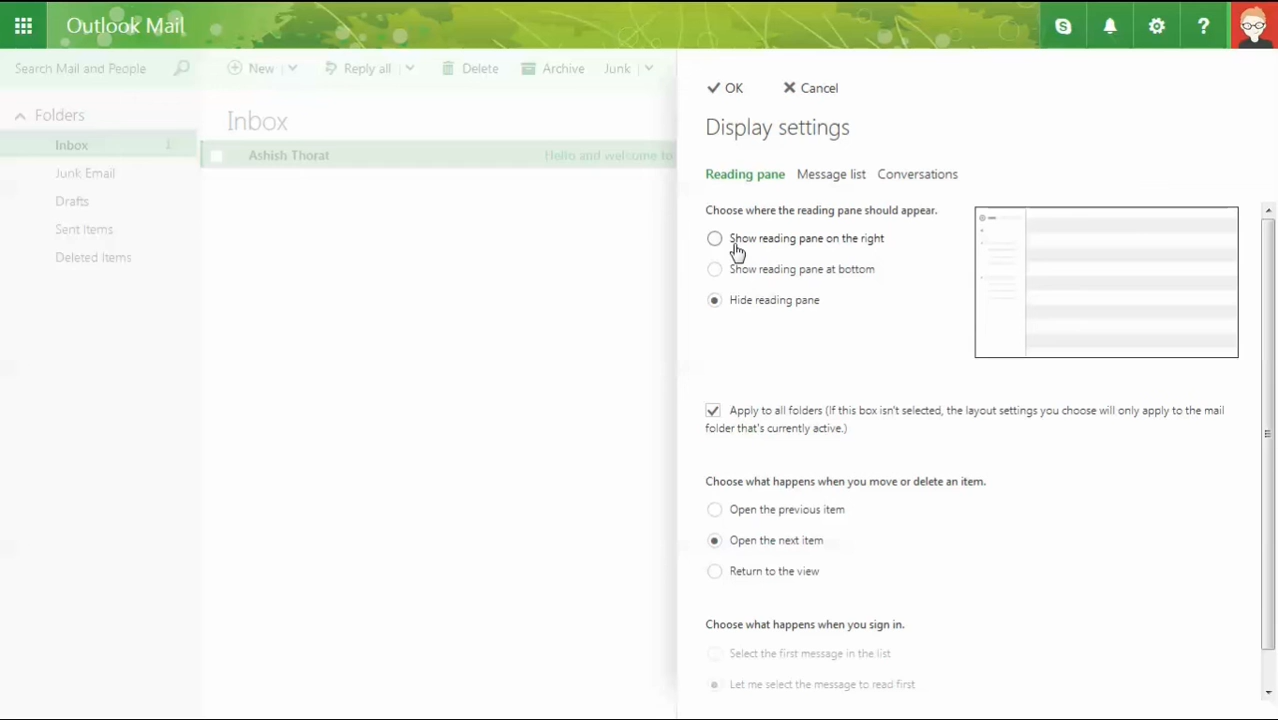 Outlook Mail
Search Mail and People
New
Reply all
Delete
Archive
Junk
Folders
Inbox 1
Junk Email
Drafts
Sent Items
Deleted Items
Inbox
Ashish Thorat Hello and welcome to
OK Cancel
Display settings
Reading pane Message list Conversations
Choose where the reading pane should appear.
Show reading pane on the right
Show reading pane at bottom
Hide reading pane
Apply to all folders (If this box isn't selected, the layout settings you choose will only apply to the mail
folder that's currently active.)
Choose what happens when you move or delete an item.
Open the previous item
Open the next item
Return to the view
Choose what happens when you sign in.
Select the first message in the list
Let me select the message to read first